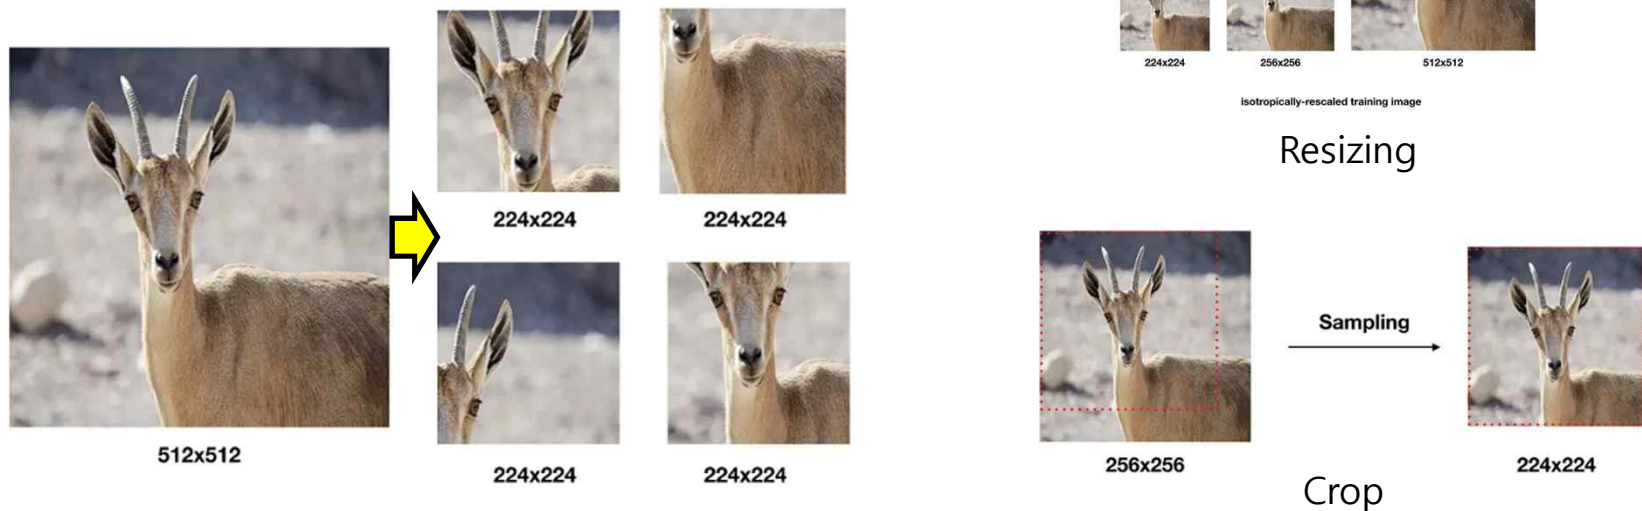 224x224
224x224
512x512
224x224
224x224
224x224 256x256 512x512
isotropically-rescaled training image
Resizing
Sampling
256x256
224x224
Crop